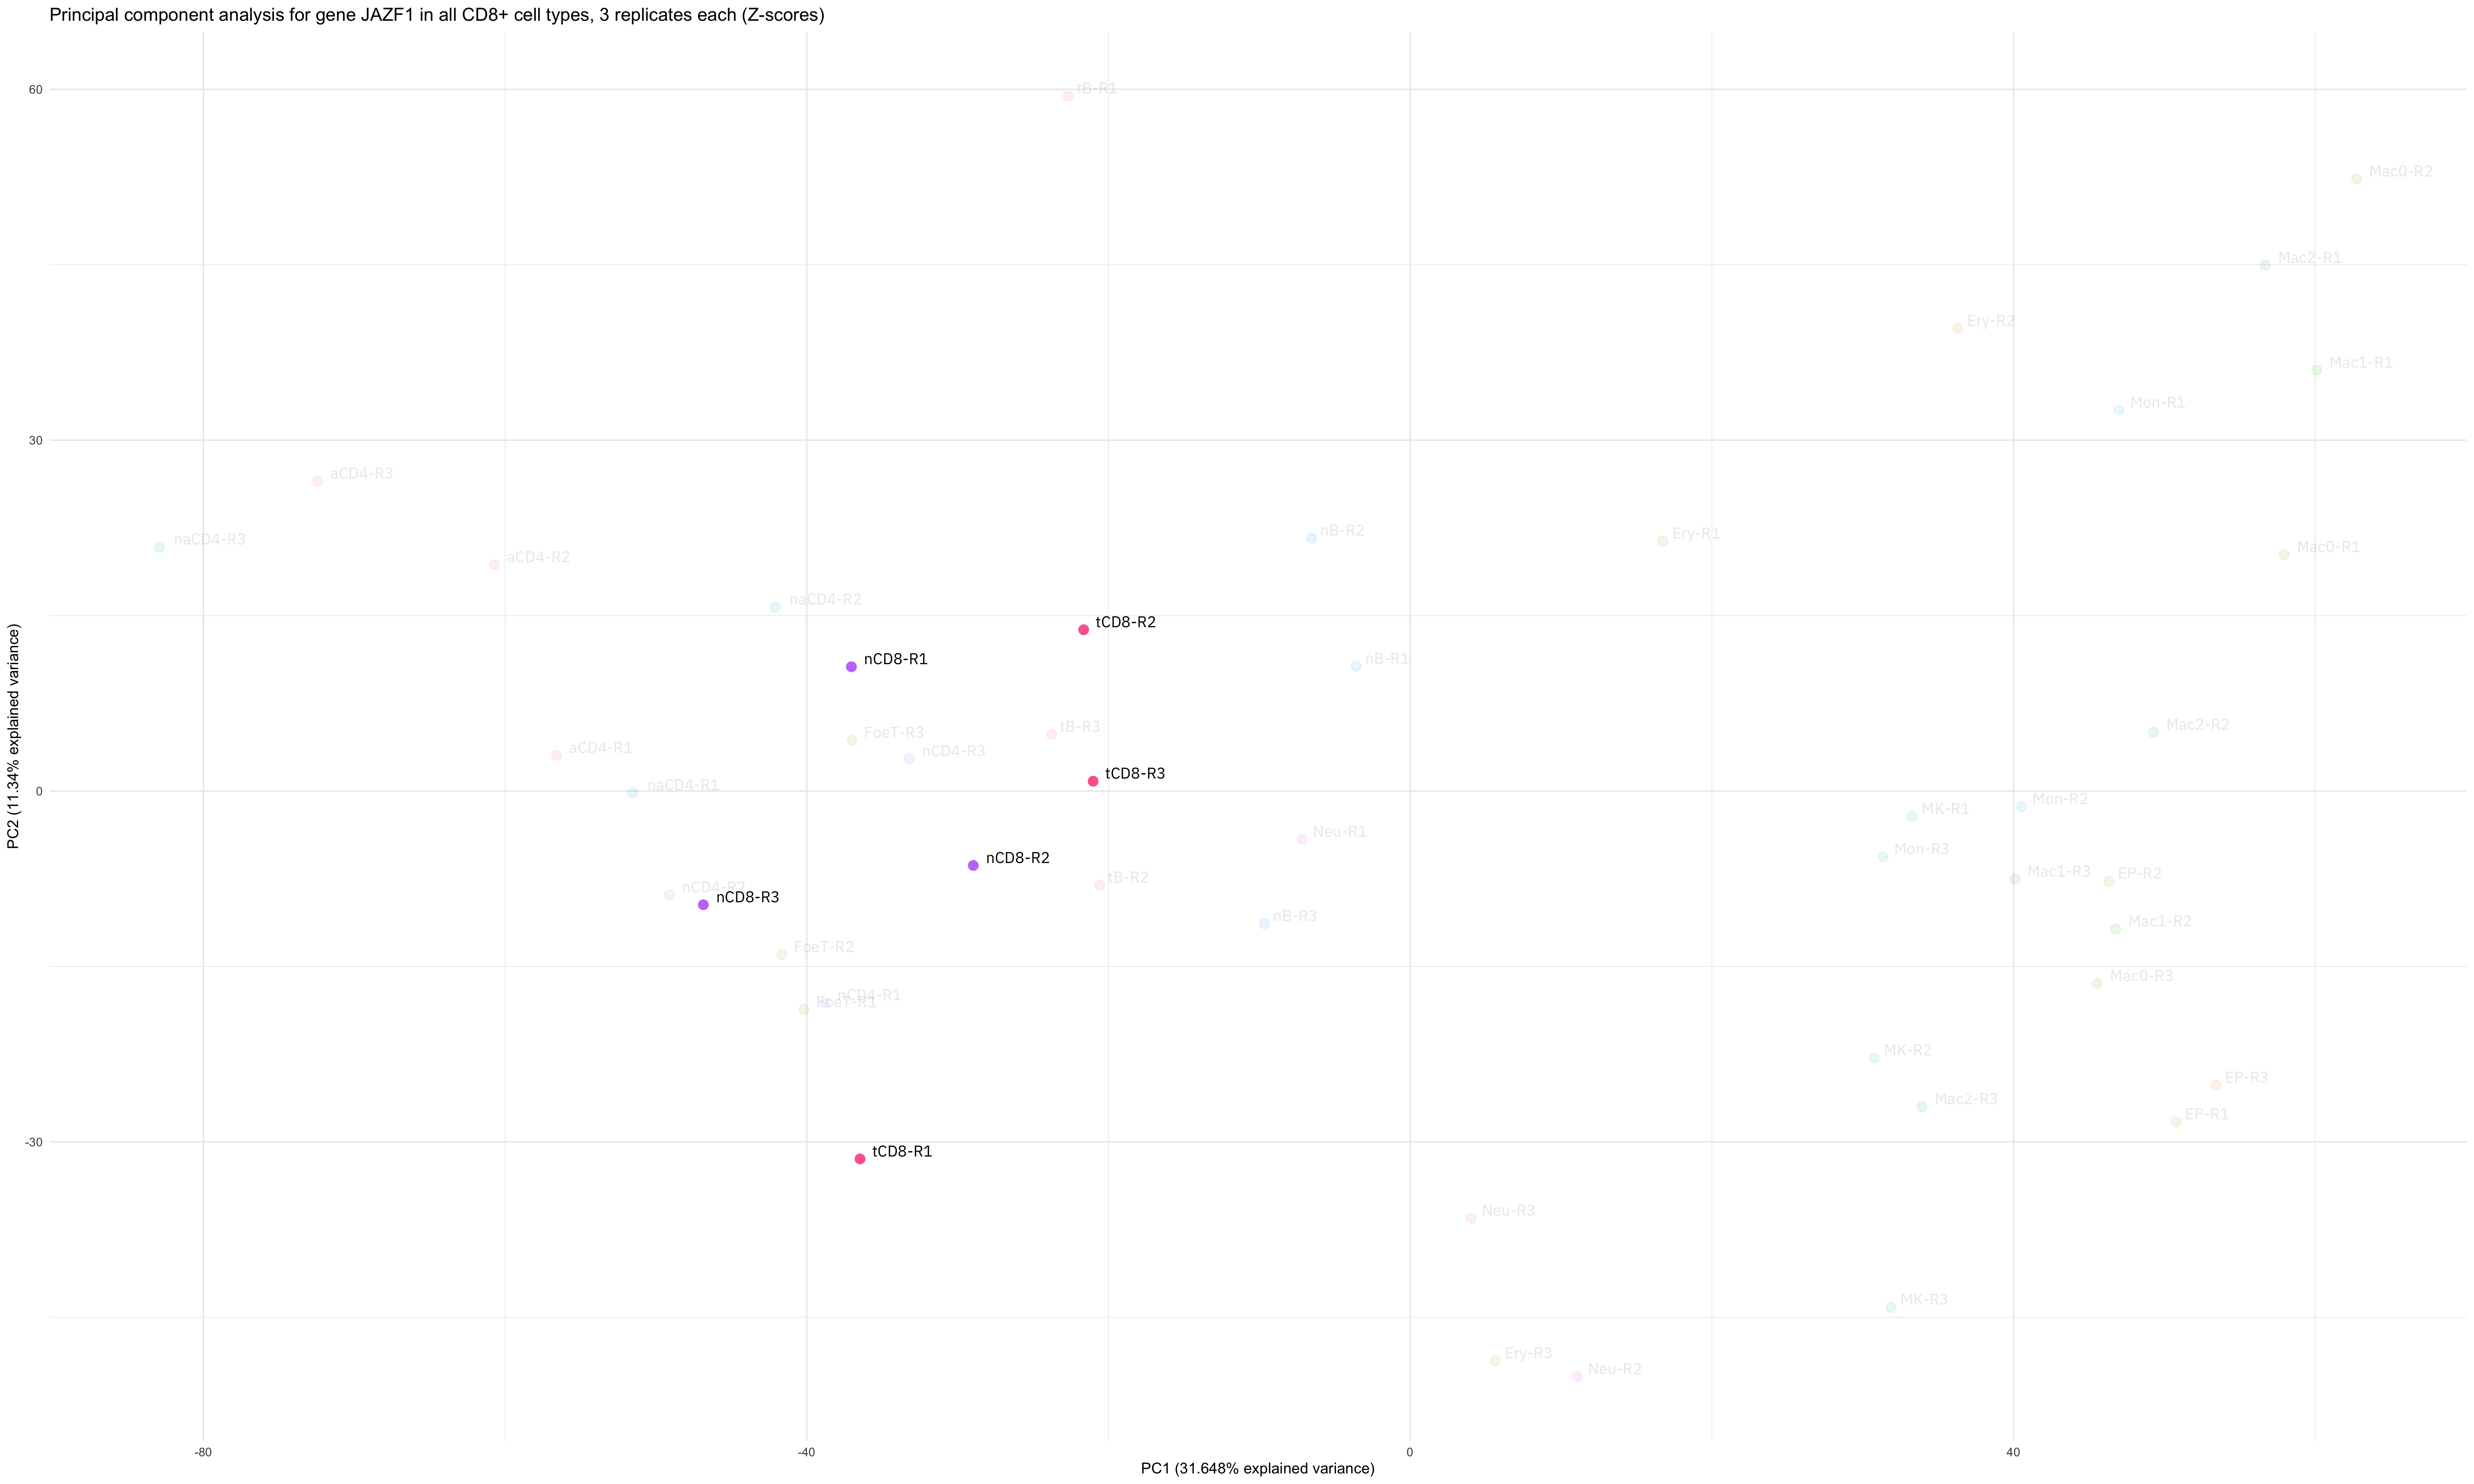 Principal component analysis for gene JAZF1 in all CD8+ cell types, 3 replicates each (Z-scores)
60
tB-R1
Mac0-R2
Mac2-R1
Ery-R2
Mac1-R1
Mon-R1
30
aCD4-R3
naCD4-R3
aCD4-R2
nB-R2
Ery-R1
Mac0-R1
naCD4-R2
tCD8-R2
nCD8-R1
nB-R1
FoeT-R3
tB-R3
Mac2-R2
aCD4-R1
nCD4-R3
tCD8-R3
naCD4-R1
0
Mon-R2
MK-R1
Neu-R1
Mon-R3
nCD8-R2
Mac1-R3
EP-R2
tB-R2
nCD4-R2
nCD8-R3
nB-R3
Mac1-R2
FoeT-R2
Mac0-R3
nCD4-R1
FoeT-R1
MK-R2
EP-R3
Mac2-R3
EP-R1
-30
tCD8-R1
Neu-R3
MK-R3
Ery-R3
Neu-R2
PC2 (11.34% explained variance)
-80
-40
0
40
PC1 (31.648% explained variance)